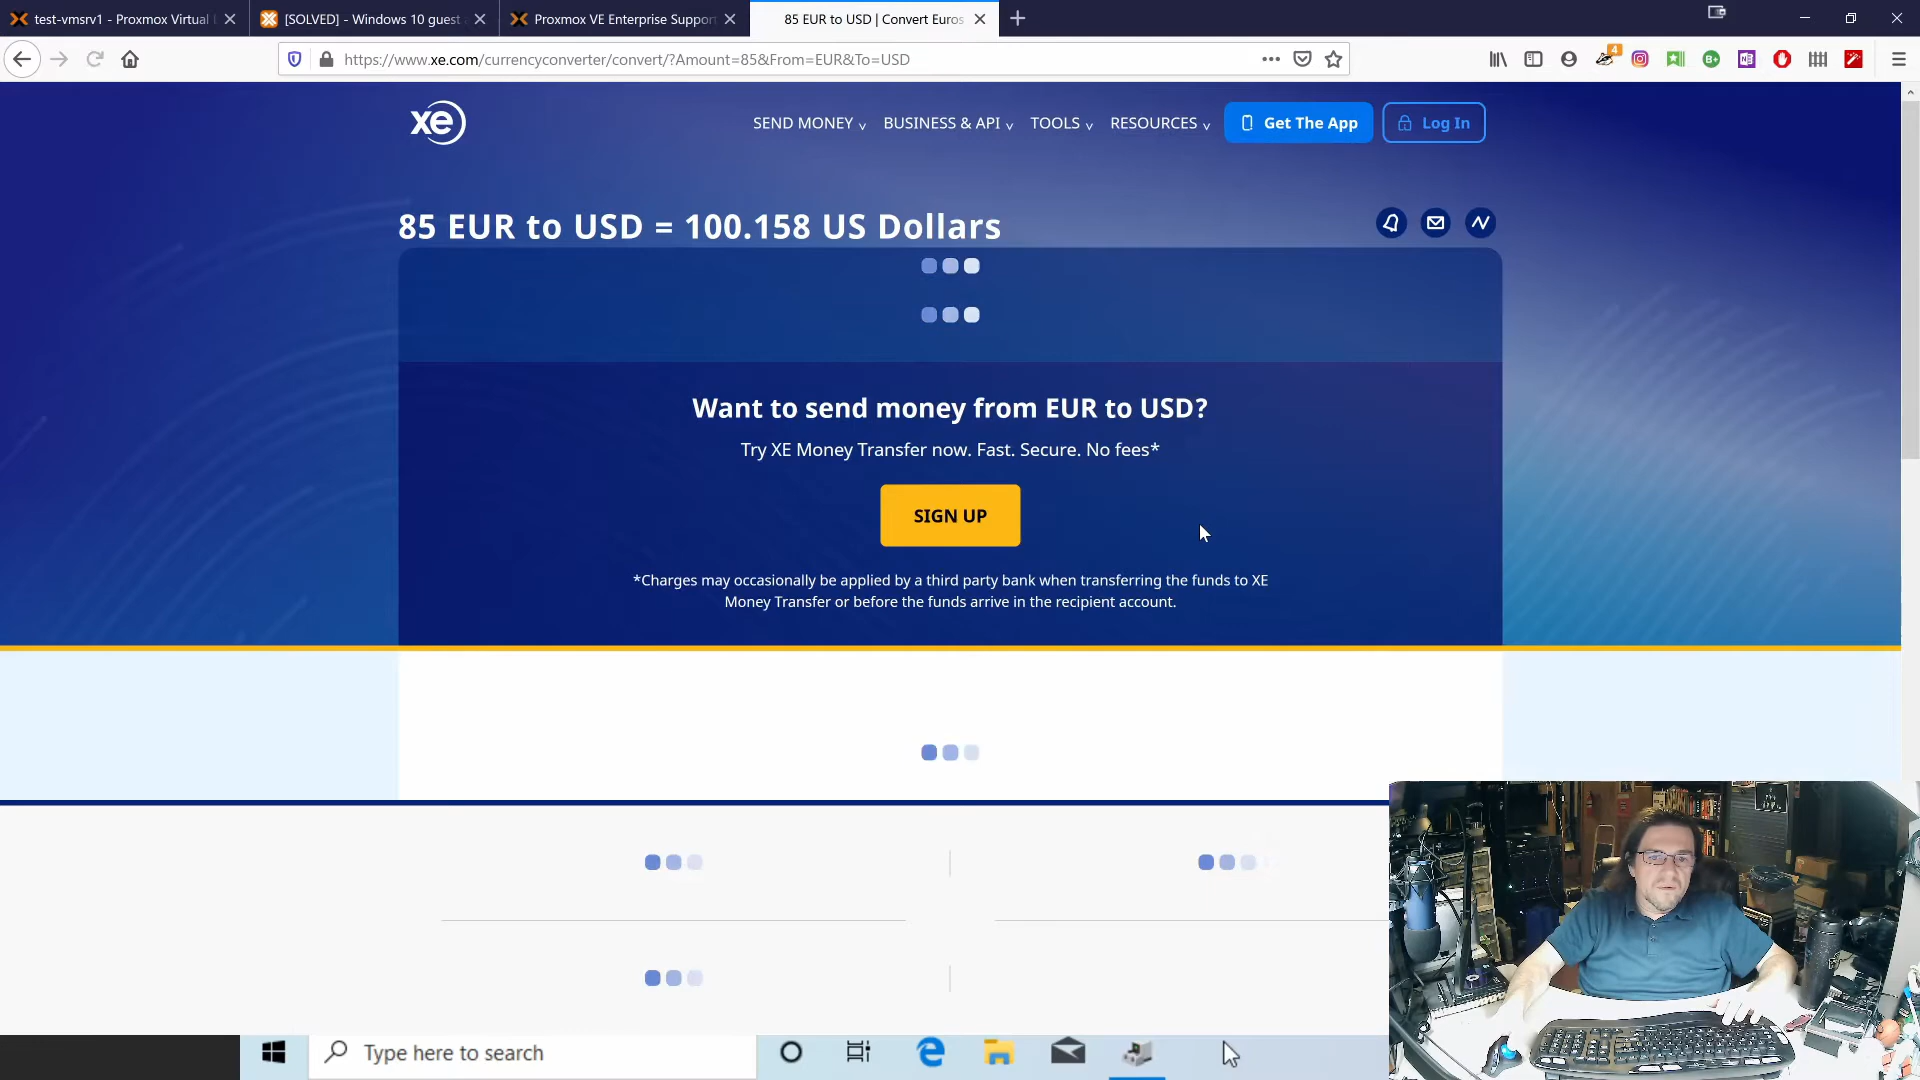 test-vmsrv1 - Proxmox Virtual
[SOLVED] - Windows 10 guest
Proxmox VE Enterprise Support
85 EUR to USD | Convert Euros
https://www.xe.com/currencyconverter/convert/?Amount=85&From=EUR&To=USD
4
xe
SEND MONEY
BUSINESS & API
TOOLS
RESOURCES
Get The App
Log In
85 EUR to USD = 100.158 US Dollars
Want to send money from EUR to USD?
Try XE Money Transfer now. Fast. Secure. No fees*
SIGN UP
*Charges may occasionally be applied by a third party bank when transferring the funds to XE
Money Transfer or before the funds arrive in the recipient account.
Type here to search